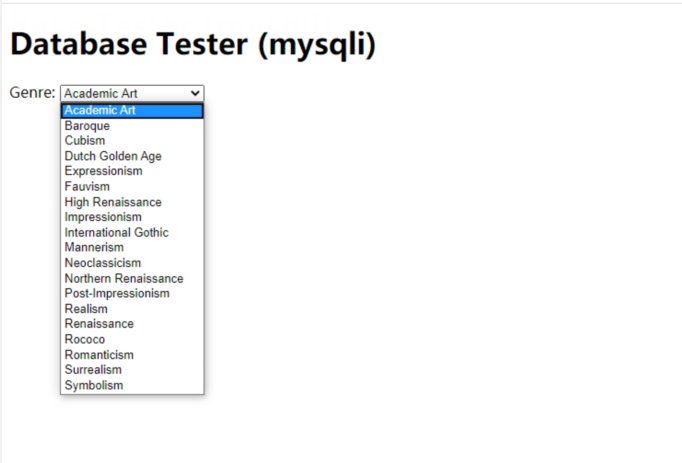 Database Tester (mysqli)
Genre: Academic Art
Academic Art
Baroque
Cubism
Dutch Golden Age
Expressionism
Fauvism
High Renaissance
Impressionism
International Gothic
Mannerism
Neoclassicism
Northern Renaissance
Post-Impressionism
Realism
Renaissance
Rococo
Romanticism
Surrealism
Symbolism